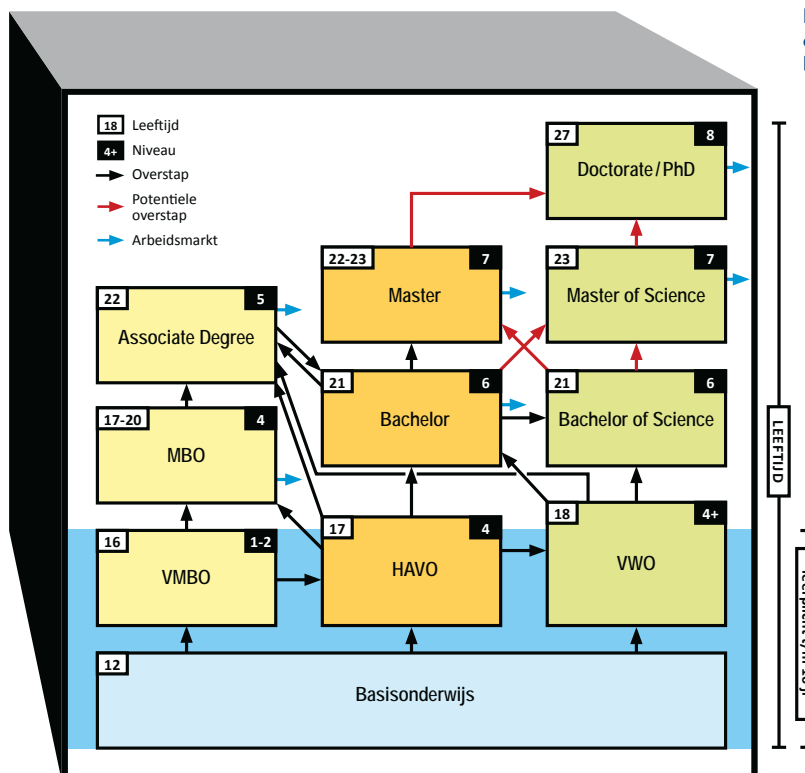 18 Leeftijd
4+ Niveau
Overstap
Potentiele
overstap
Arbeidsmarkt
27 8
Doctorate/PhD
22-23 7
Master
23 7
Master of Science
22 5
Associate Degree
21 6
Bachelor
21 6
Bachelor of Science
17-20 4
MBO
16 1-2
VMBO
17 4
HAVO
18 4+
VWO
12
Basisonderwijs
LEEFTIJD